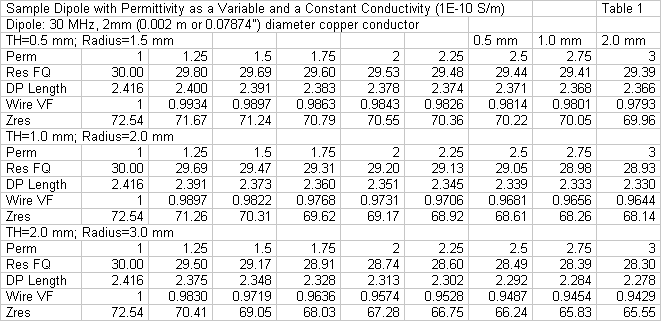 Sample Dipole with Permittivity as a Variable and a Constant Conductivity (1E-10 S/m) Table 1
Dipole: 30 MHz, 2mm (0.002 m or 0.07874") diameter copper conductor
TH=0.5 mm; Radius=1.5 mm 0.5 mm 1.0 mm 2.0 mm
Perm 1 1.25 1.5 1.75 2 2.25 2.5 2.75 3
Res FQ 30.00 29.80 29.69 29.60 29.53 29.48 29.44 29.41 29.39
DP Length 2.416 2.400 2.391 2.383 2.378 2.374 2.371 2.368 2.366
Wire VF 1 0.9934 0.9897 0.9863 0.9843 0.9826 0.9814 0.9801 0.9793
Zres 72.54 71.67 71.24 70.79 70.55 70.36 70.22 70.05 69.96
TH=1.0 mm; Radius=2.0 mm
Perm 1 1.25 1.5 1.75 2 2.25 2.5 2.75 3
Res FQ 30.00 29.69 29.47 29.31 29.20 29.13 29.05 28.98 28.93
DP Length 2.416 2.391 2.373 2.360 2.351 2.345 2.339 2.333 2.330
Wire VF 1 0.9897 0.9822 0.9768 0.9731 0.9706 0.9681 0.9656 0.9644
Zres 72.54 71.26 70.31 69.62 69.17 68.92 68.61 68.26 68.14
TH=2.0 mm; Radius=3.0 mm
Perm 1 1.25 1.5 1.75 2 2.25 2.5 2.75 3
Res FQ 30.00 29.50 29.17 28.91 28.74 28.60 28.49 28.39 28.30
DP Length 2.416 2.375 2.348 2.328 2.313 2.302 2.292 2.284 2.278
Wire VF 1 0.9830 0.9719 0.9636 0.9574 0.9528 0.9487 0.9454 0.9429
Zres 72.54 70.41 69.05 68.03 67.28 66.75 66.24 65.83 65.55